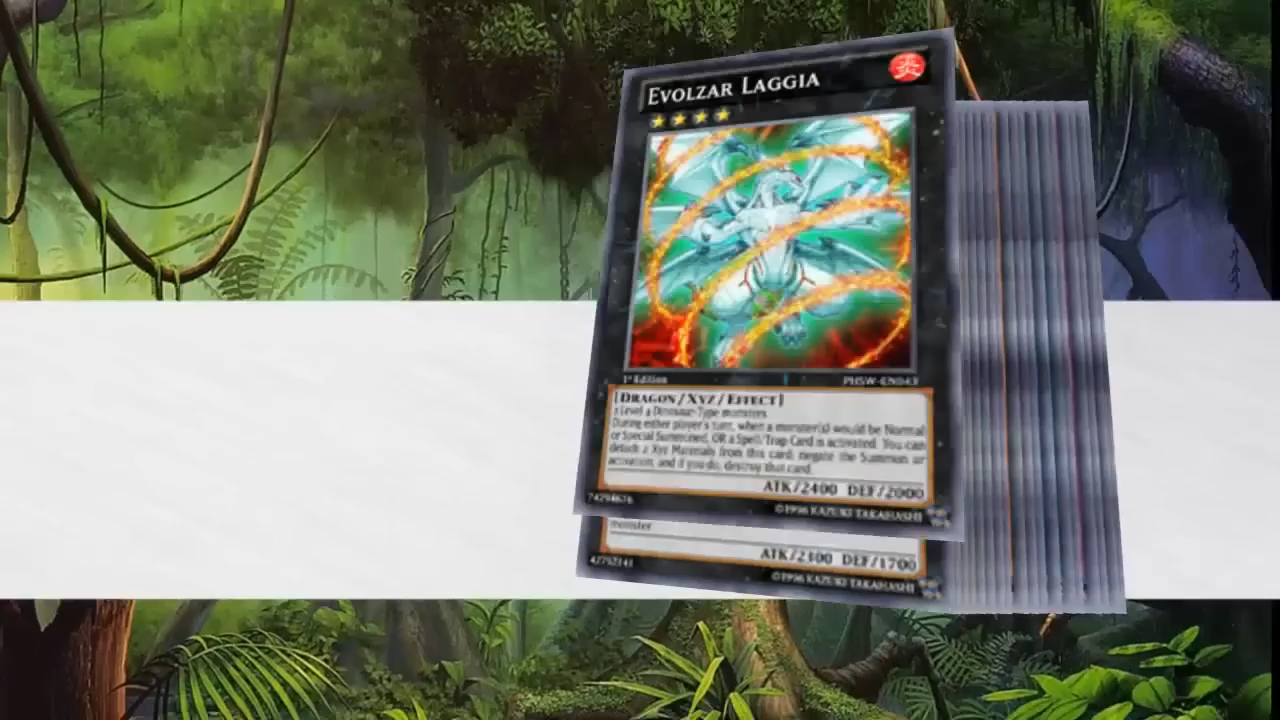 EVOLZAR LAGGIA
炎
1st Edition
PHSW-EN043
[DRAGON/XYZ/EFFECT]
2 Level 4 Dinosaur-Type monsters
During either player's turn, when a monster(s) would be Normal
or Special Summoned, OR a Spell/Trap Card is activated: You can
detach 2 Xyz Materials from this card; negate the Summon or
activation, and if you do, destroy that card.
ATK/2400 DEF/2000
74294676
©1996 KAZUKI TAKAHASHI
monster
DEF/1700
42752141
©1996 KAZUKI TAKAHASHI